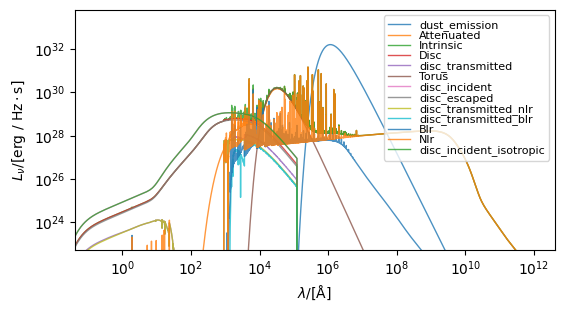 10^32
10^30
10^28
10^26
10^24
L_ν/[erg / Hz · s]
dust_emission
Attenuated
Intrinsic
Disc
disc_transmitted
Torus
disc_incident
disc_escaped
disc_transmitted_nlr
disc_transmitted_blr
Blr
Nlr
disc_incident_isotropic
10^0 10^2 10^4 10^6 10^8 10^10 10^12
λ/[Å]